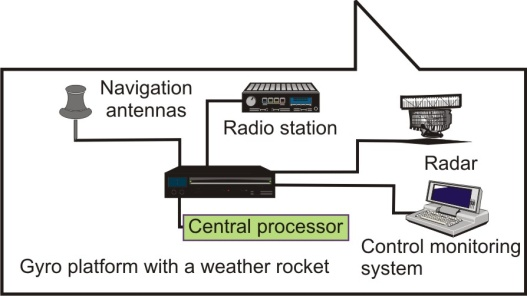 Navigation
antennas
Radio station
Radar
Central processor
Control monitoring
system
Gyro platform with a weather rocket